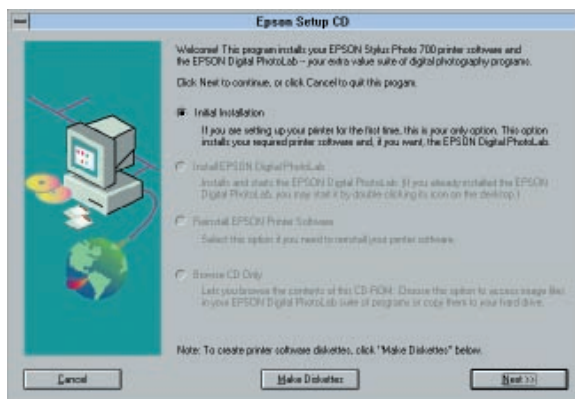 Epson Setup CD
Welcome! This program installs your EPSON Stylus Photo 700 printer software and
the EPSON Digital PhotoLab -- your extra value suite of digital photography programs.
Click Next to continue, or click Cancel to quit this program.
Initial Installation
If you are setting up your printer for the first time, this is your only option. This option
installs your required printer software and, if you want, the EPSON Digital PhotoLab.
Install EPSON Digital PhotoLab
Installs and starts the EPSON Digital PhotoLab. (If you already installed the EPSON
Digital PhotoLab, you may start it by double clicking its icon on the desktop.)
Reinstall EPSON Printer Software
Select this option if you need to reinstall your printer software.
Browse CD Only
Lets you browse the contents of this CD-ROM. Choose this option to access image files
in your EPSON Digital PhotoLab suite of programs or copy them to your hard drive.
Note: To create printer software diskettes, click "Make Diskettes" below.
Cancel
Make Diskettes
Next >>